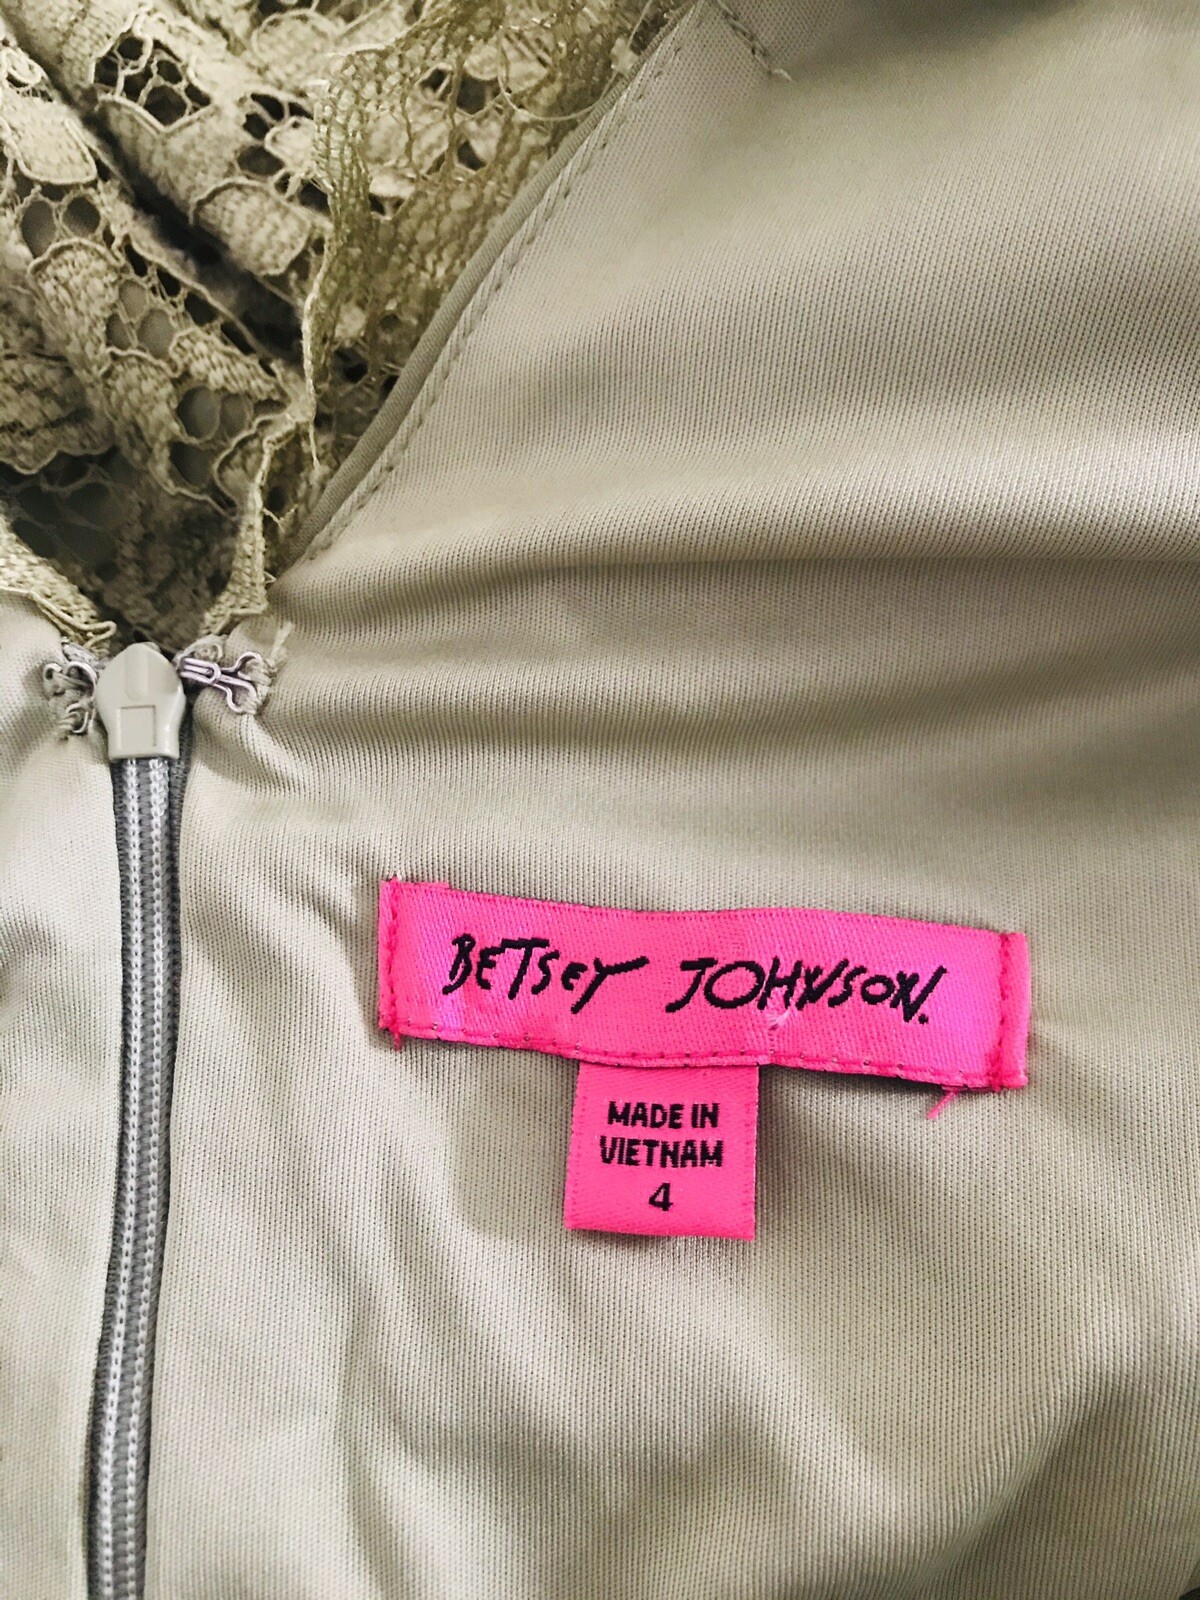 BETSEY JOHNSON.
MADE IN
VIETNAM
4